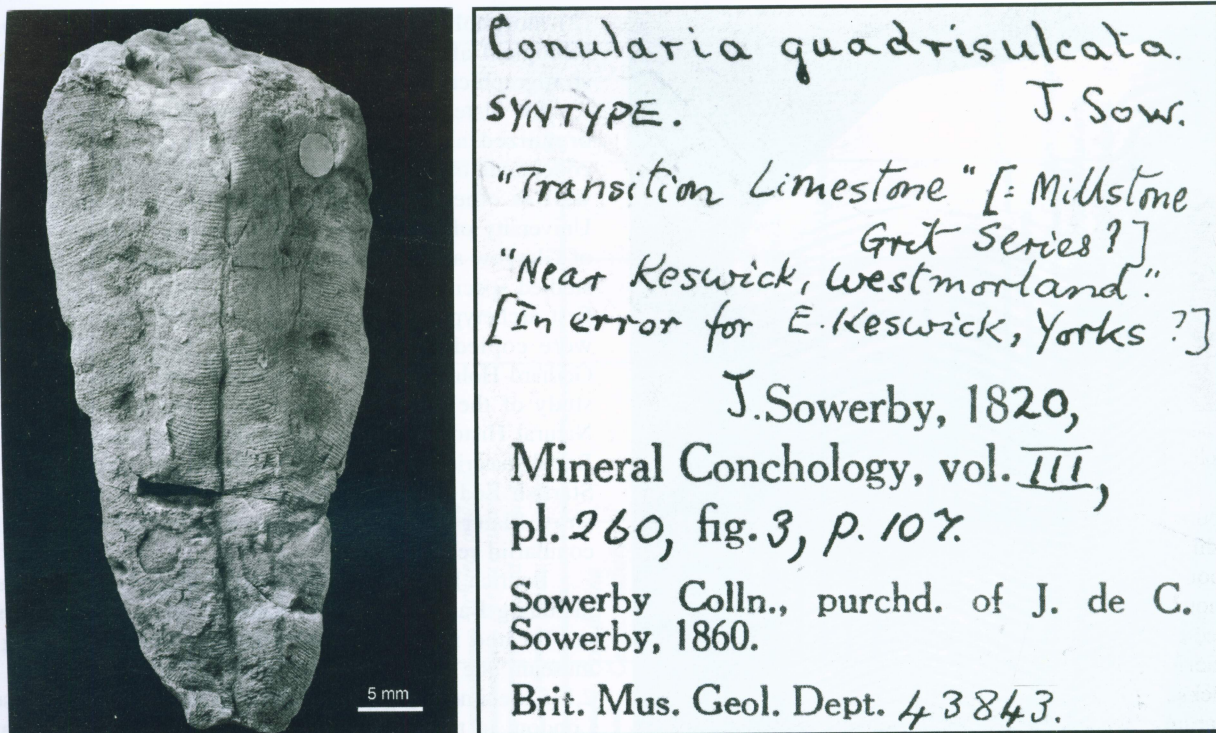 Conularia quadrisulcata.
SYNTYPE. J. Sow.
"Transition Limestone" [= Millstone
Grit Series?]
"Near Keswick, Westmorland".
[In error for E. Keswick, Yorks ?]
J. Sowerby, 1820,
Mineral Conchology, vol. III,
pl. 260, fig. 3, p. 107.
Sowerby Colln., purchd. of J. de C.
Sowerby, 1860.
Brit. Mus. Geol. Dept. 43843.
5 mm